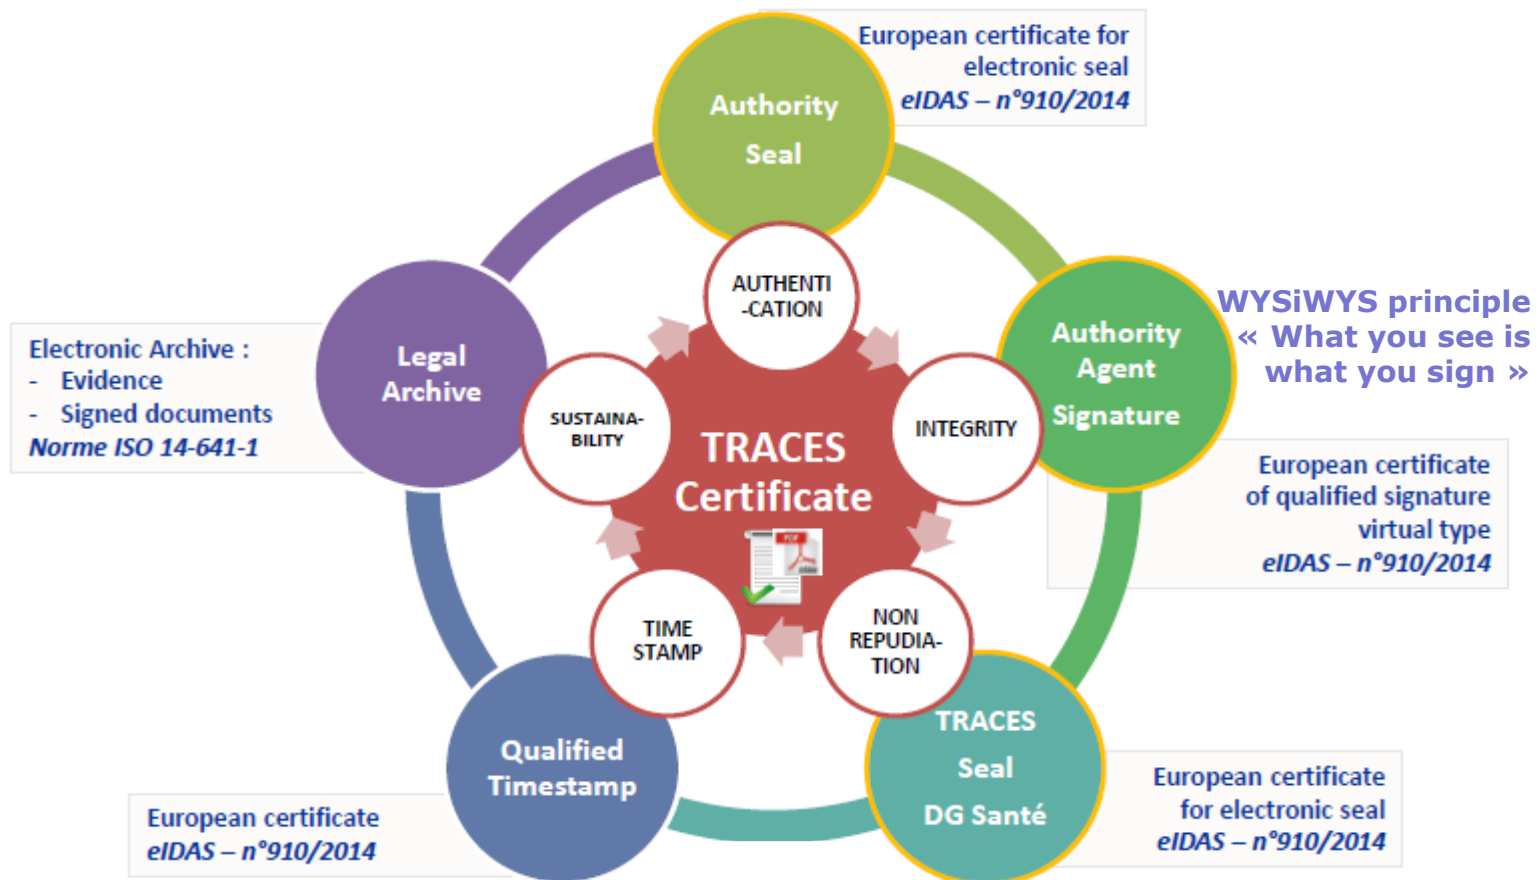 European certificate for
electronic seal
eIDAS – n°910/2014
Authority
Seal
AUTHENTI
-CATION
WYSiWYS principle
« What you see is
what you sign »
Authority
Agent
Signature
INTEGRITY
European certificate
of qualified signature
virtual type
eIDAS – n°910/2014
Legal
Archive
Electronic Archive :
- Evidence
- Signed documents
Norme ISO 14-641-1
SUSTAINA-
BILITY
TRACES
Certificate
PDF
TIME
STAMP
NON
REPUDIA-
TION
Qualified
Timestamp
European certificate
eIDAS – n°910/2014
TRACES
Seal
DG Santé
European certificate
for electronic seal
eIDAS – n°910/2014